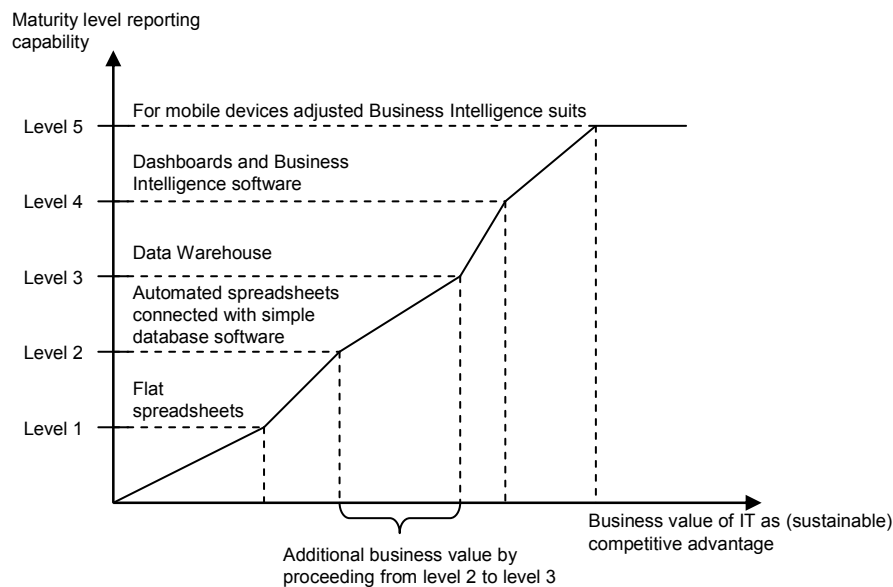 Maturity level reporting
capability
For mobile devices adjusted Business Intelligence suits
Level 5
Dashboards and Business
Intelligence software
Level 4
Data Warehouse
Level 3
Automated spreadsheets
connected with simple
database software
Level 2
Flat
spreadsheets
Level 1
Business value of IT as (sustainable)
competitive advantage
Additional business value by
proceeding from level 2 to level 3